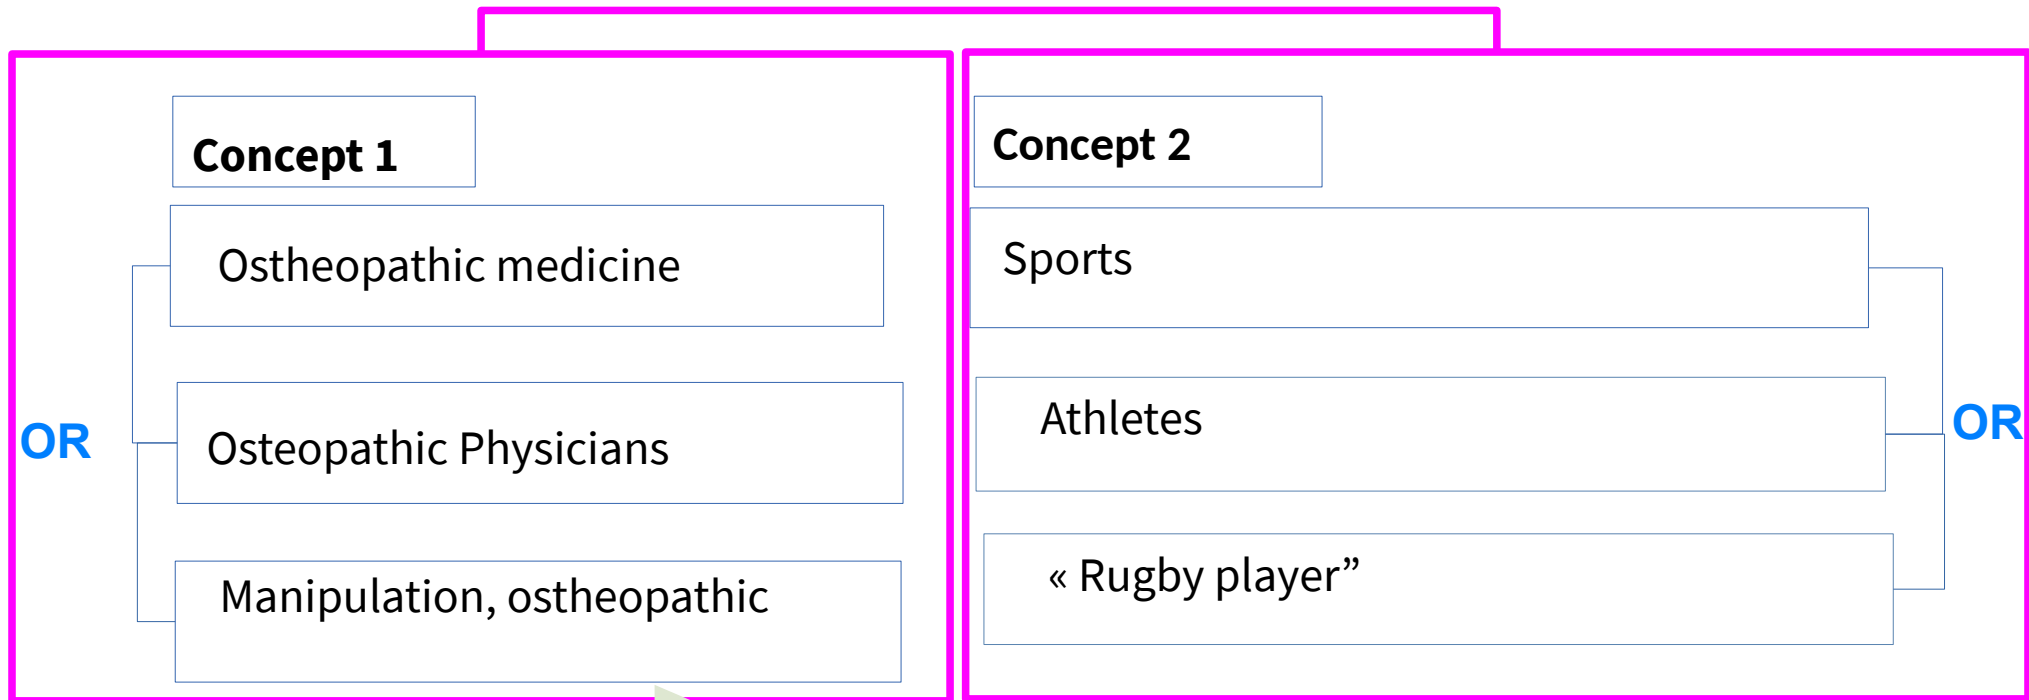 Concept 1
Ostheopathic medicine
OR
Osteopathic Physicians
Manipulation, ostheopathic
Concept 2
Sports
Athletes
OR
« Rugby player”